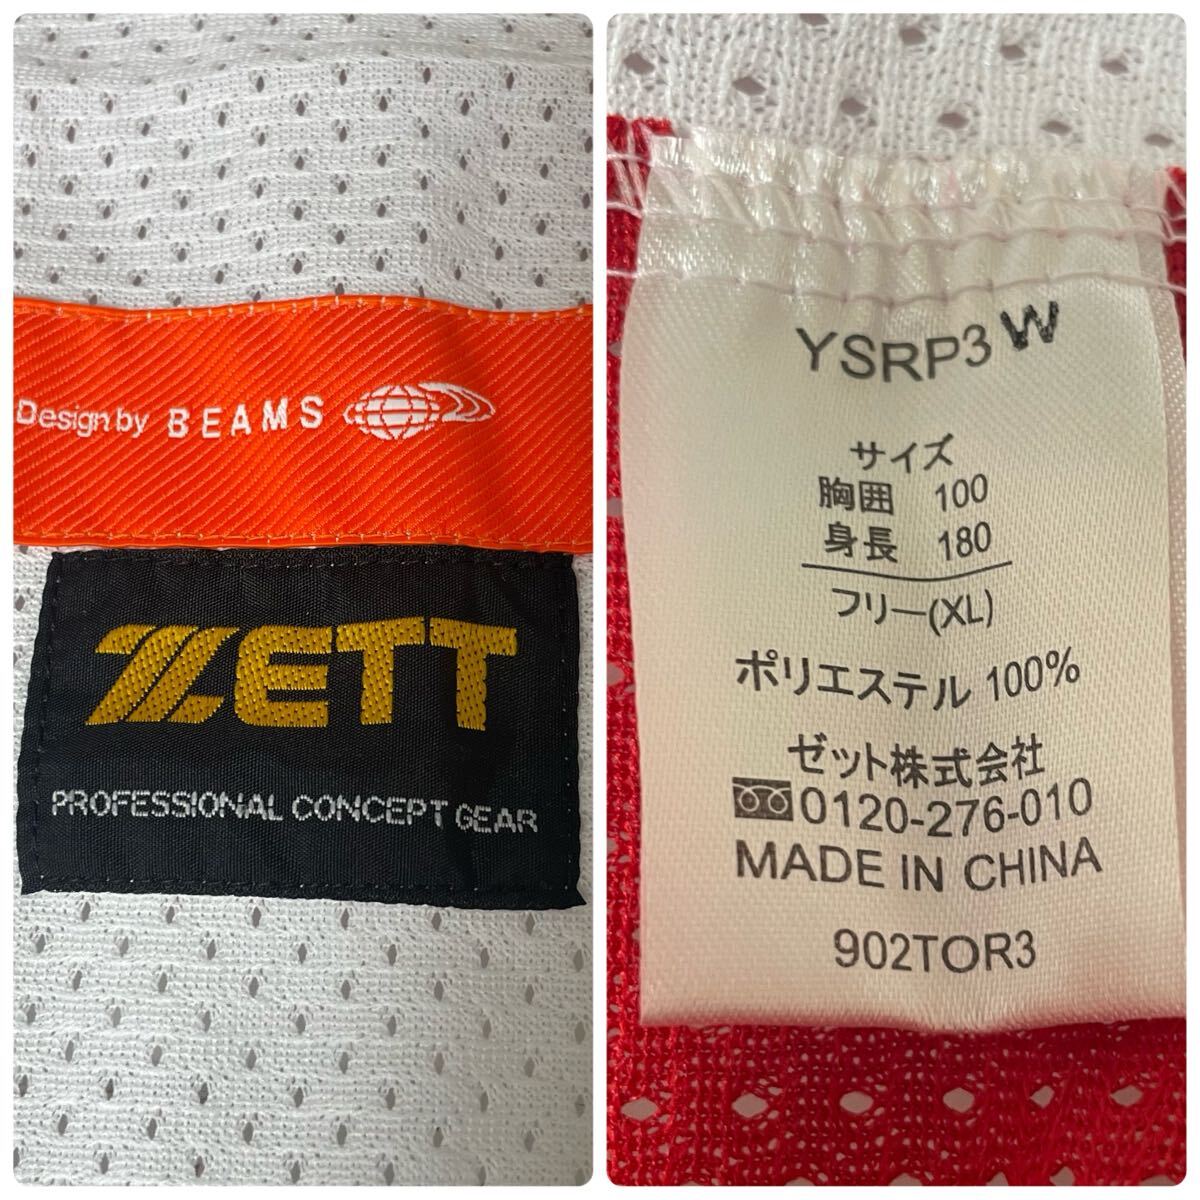 Design by BEAMS
ZETT
PROFESSIONAL CONCEPT GEAR
YSRP3 W
サイズ
胸囲 100
身長 180
フリー(XL)
ポリエステル 100%
ゼット株式会社
0120-276-010
MADE IN CHINA
902TOR3